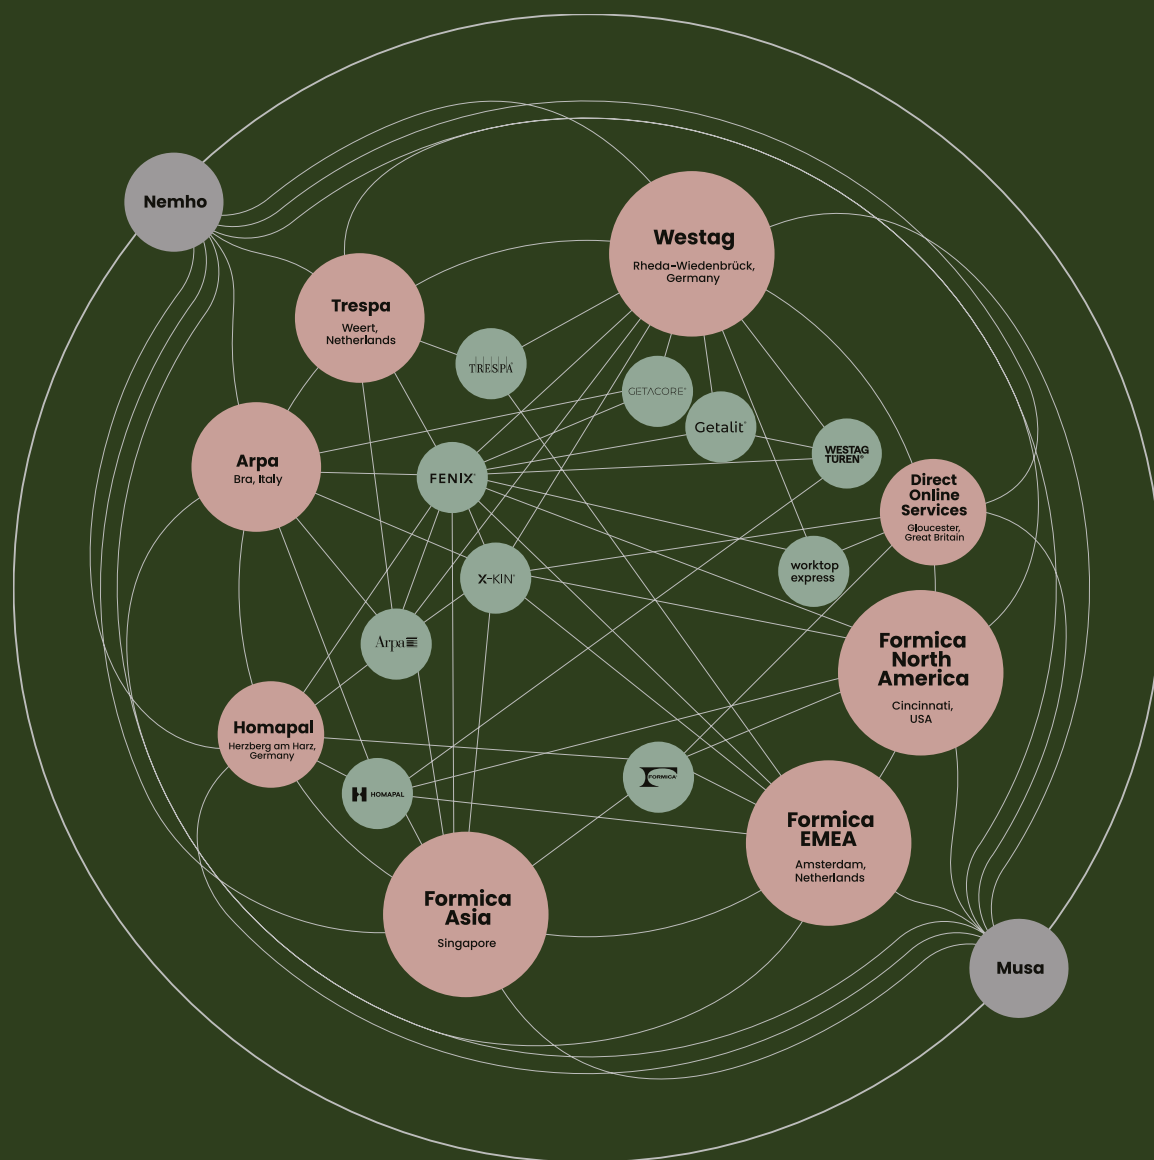 Nemho
Westag
Rheda-Wiedenbrück,
Germany
Trespa
Weert,
Netherlands
TRESPA®
GETACORE®
Getalit®
WESTAG
TÜREN®
Arpa
Bra, Italy
FENIX®
Direct
Online
Services
Gloucester,
Great Britain
X-KIN®
worktop
express
Arpa
Formica
North
America
Cincinnati,
USA
Homapal
Herzberg am Harz,
Germany
H HOMAPAL
FORMICA®
Formica
EMEA
Amsterdam,
Netherlands
Formica
Asia
Singapore
Musa